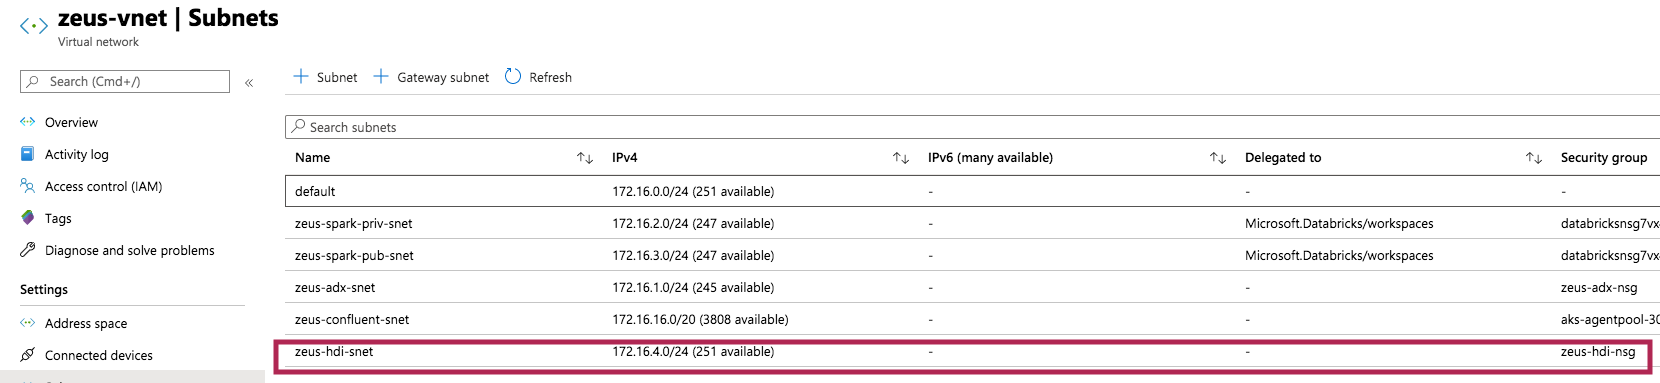 zeus-vnet | Subnets
Virtual network
Search (Cmd+/)
«
Overview
Activity log
Access control (IAM)
Tags
Diagnose and solve problems
Settings
Address space
Connected devices
+ Subnet + Gateway subnet Refresh
Search subnets
Name ↑↓ IPv4 ↑↓ IPv6 (many available) ↑↓ Delegated to ↑↓ Security group
default 172.16.0.0/24 (251 available) - - -
zeus-spark-priv-snet 172.16.2.0/24 (247 available) - Microsoft.Databricks/workspaces databricksnsg7vx
zeus-spark-pub-snet 172.16.3.0/24 (247 available) - Microsoft.Databricks/workspaces databricksnsg7vx
zeus-adx-snet 172.16.1.0/24 (245 available) - - zeus-adx-nsg
zeus-confluent-snet 172.16.16.0/20 (3808 available) - - aks-agentpool-30
zeus-hdi-snet 172.16.4.0/24 (251 available) - - zeus-hdi-nsg